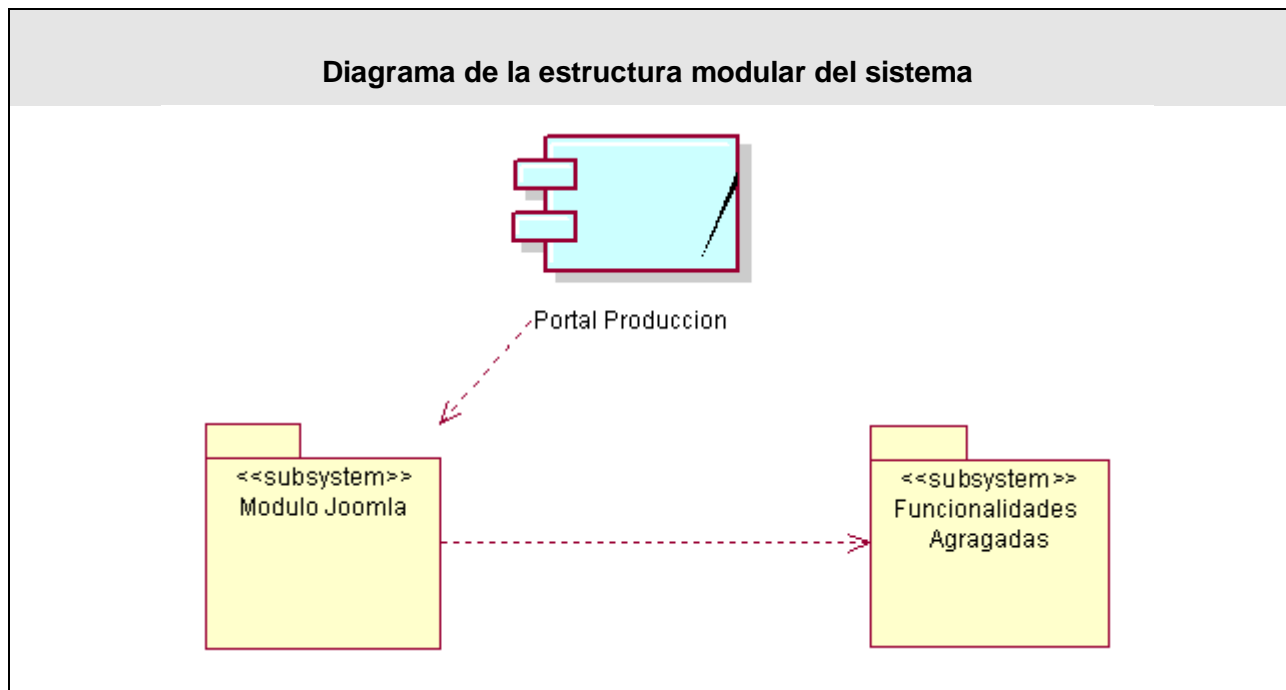 Diagrama de la estructura modular del sistema
Portal Produccion
<<subsystem>>
Modulo Joomla
<<subsystem>>
Funcionalidades
Agragadas